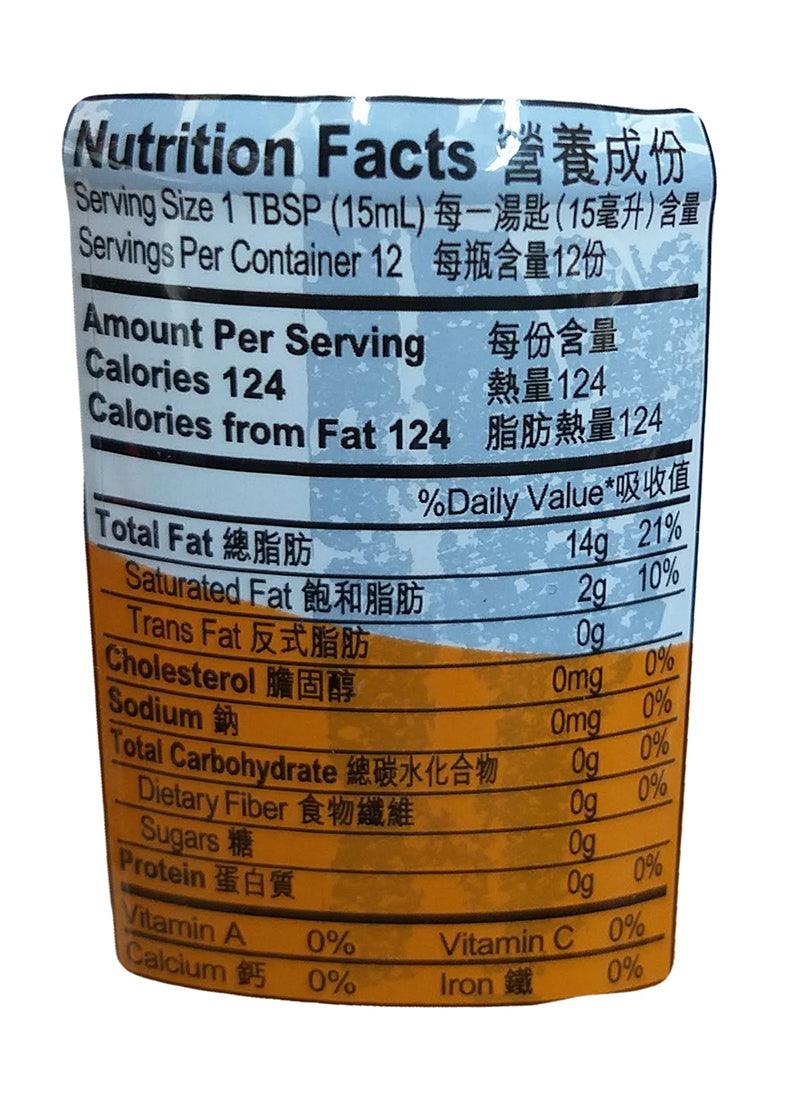 Nutrition Facts 營養成份
Serving Size 1 TBSP (15mL) 每一湯匙(15毫升)含量
Servings Per Container 12 每瓶含量12份
Amount Per Serving 每份含量
Calories 124 熱量124
Calories from Fat 124 脂肪熱量124
%Daily Value*吸收值
Total Fat 總脂肪 14g 21%
Saturated Fat 飽和脂肪 2g 10%
Trans Fat 反式脂肪 0g
Cholesterol 膽固醇 0mg 0%
Sodium 鈉 0mg 0%
Total Carbohydrate 總碳水化合物 0g 0%
Dietary Fiber 食物纖維 0g 0%
Sugars 糖 0g
Protein 蛋白質 0g 0%
Vitamin A 0% Vitamin C 0%
Calcium 鈣 0% Iron 鐵 0%